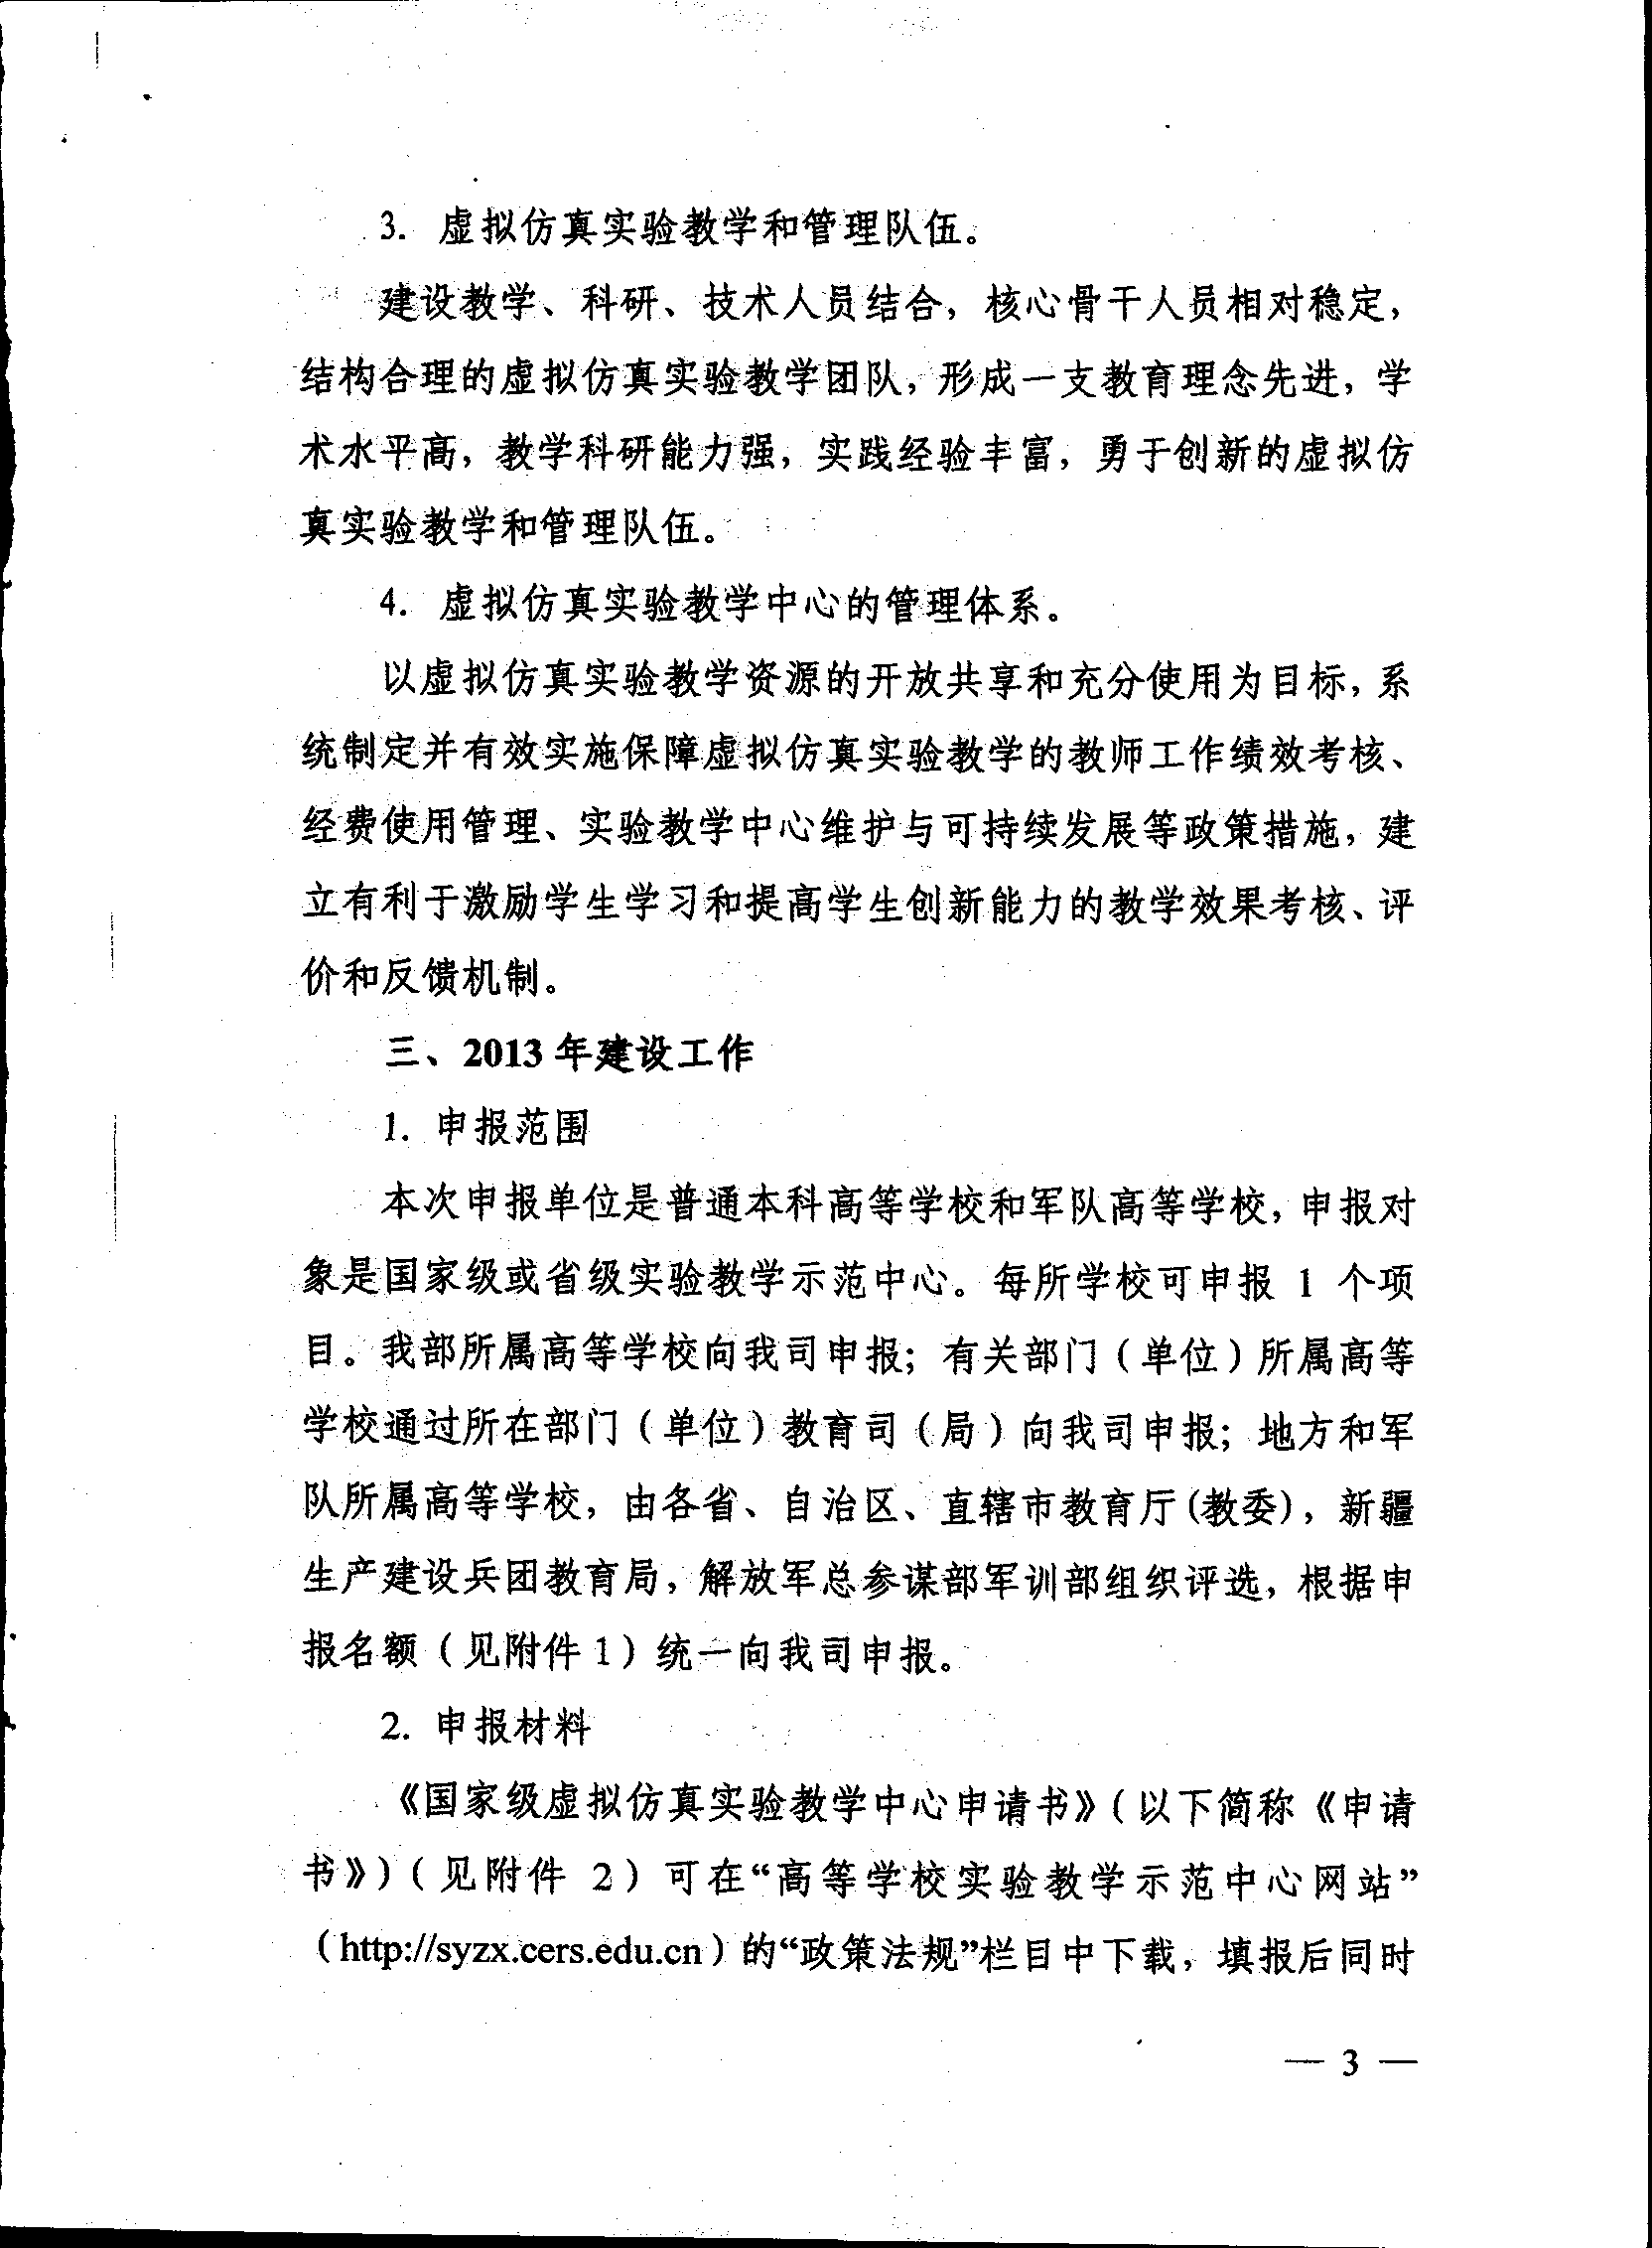 3. 虚拟仿真实验教学和管理队伍。
建设教学、科研、技术人员结合，核心骨干人员相对稳定，
结构合理的虚拟仿真实验教学团队，形成一支教育理念先进，学
术水平高，教学科研能力强，实践经验丰富，勇于创新的虚拟仿
真实验教学和管理队伍。
4. 虚拟仿真实验教学中心的管理体系。
以虚拟仿真实验教学资源的开放共享和充分使用为目标，系
统制定并有效实施保障虚拟仿真实验教学的教师工作绩效考核、
经费使用管理、实验教学中心维护与可持续发展等政策措施，建
立有利于激励学生学习和提高学生创新能力的教学效果考核、评
价和反馈机制。
三、2013 年建设工作
1. 申报范围
本次申报单位是普通本科高等学校和军队高等学校，申报对
象是国家级或省级实验教学示范中心。每所学校可申报 1 个项
目。我部所属高等学校向我司申报；有关部门（单位）所属高等
学校通过所在部门（单位）教育司（局）向我司申报；地方和军
队所属高等学校，由各省、自治区、直辖市教育厅(教委)，新疆
生产建设兵团教育局，解放军总参谋部军训部组织评选，根据申
报名额（见附件 1）统一向我司申报。
2. 申报材料
《国家级虚拟仿真实验教学中心申请书》（以下简称《申请
书》）（见附件 2）可在“高等学校实验教学示范中心网站”
（http://syzx.cers.edu.cn）的“政策法规”栏目中下载，填报后同时
— 3 —